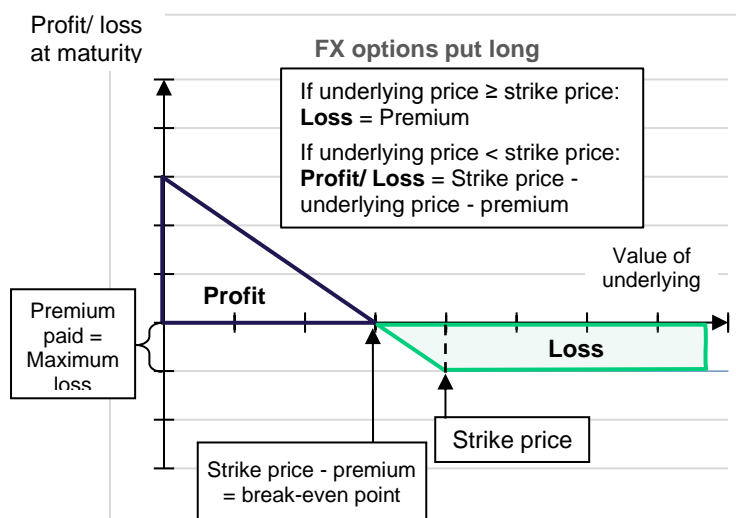 Profit/ loss
at maturity
FX options put long
If underlying price ≥ strike price:
Loss = Premium
If underlying price < strike price:
Profit/ Loss = Strike price -
underlying price - premium
Value of
underlying
Profit
Premium
paid =
Maximum
loss
Loss
Strike price
Strike price - premium
= break-even point